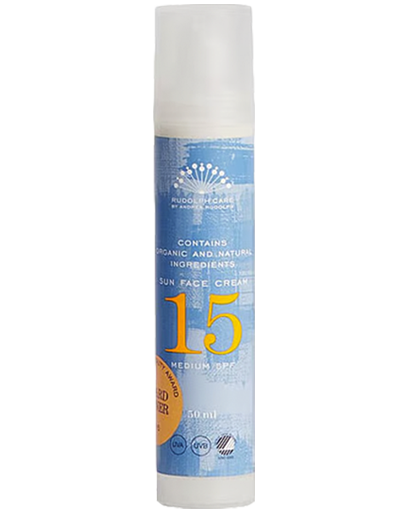 RUDOLPH CARE
BY ANDREA RUDOLPH
CONTAINS
ORGANIC AND NATURAL
INGREDIENTS
SUN FACE CREAM
15
MEDIUM SPF
AWARD
50 ml
UVA UVB